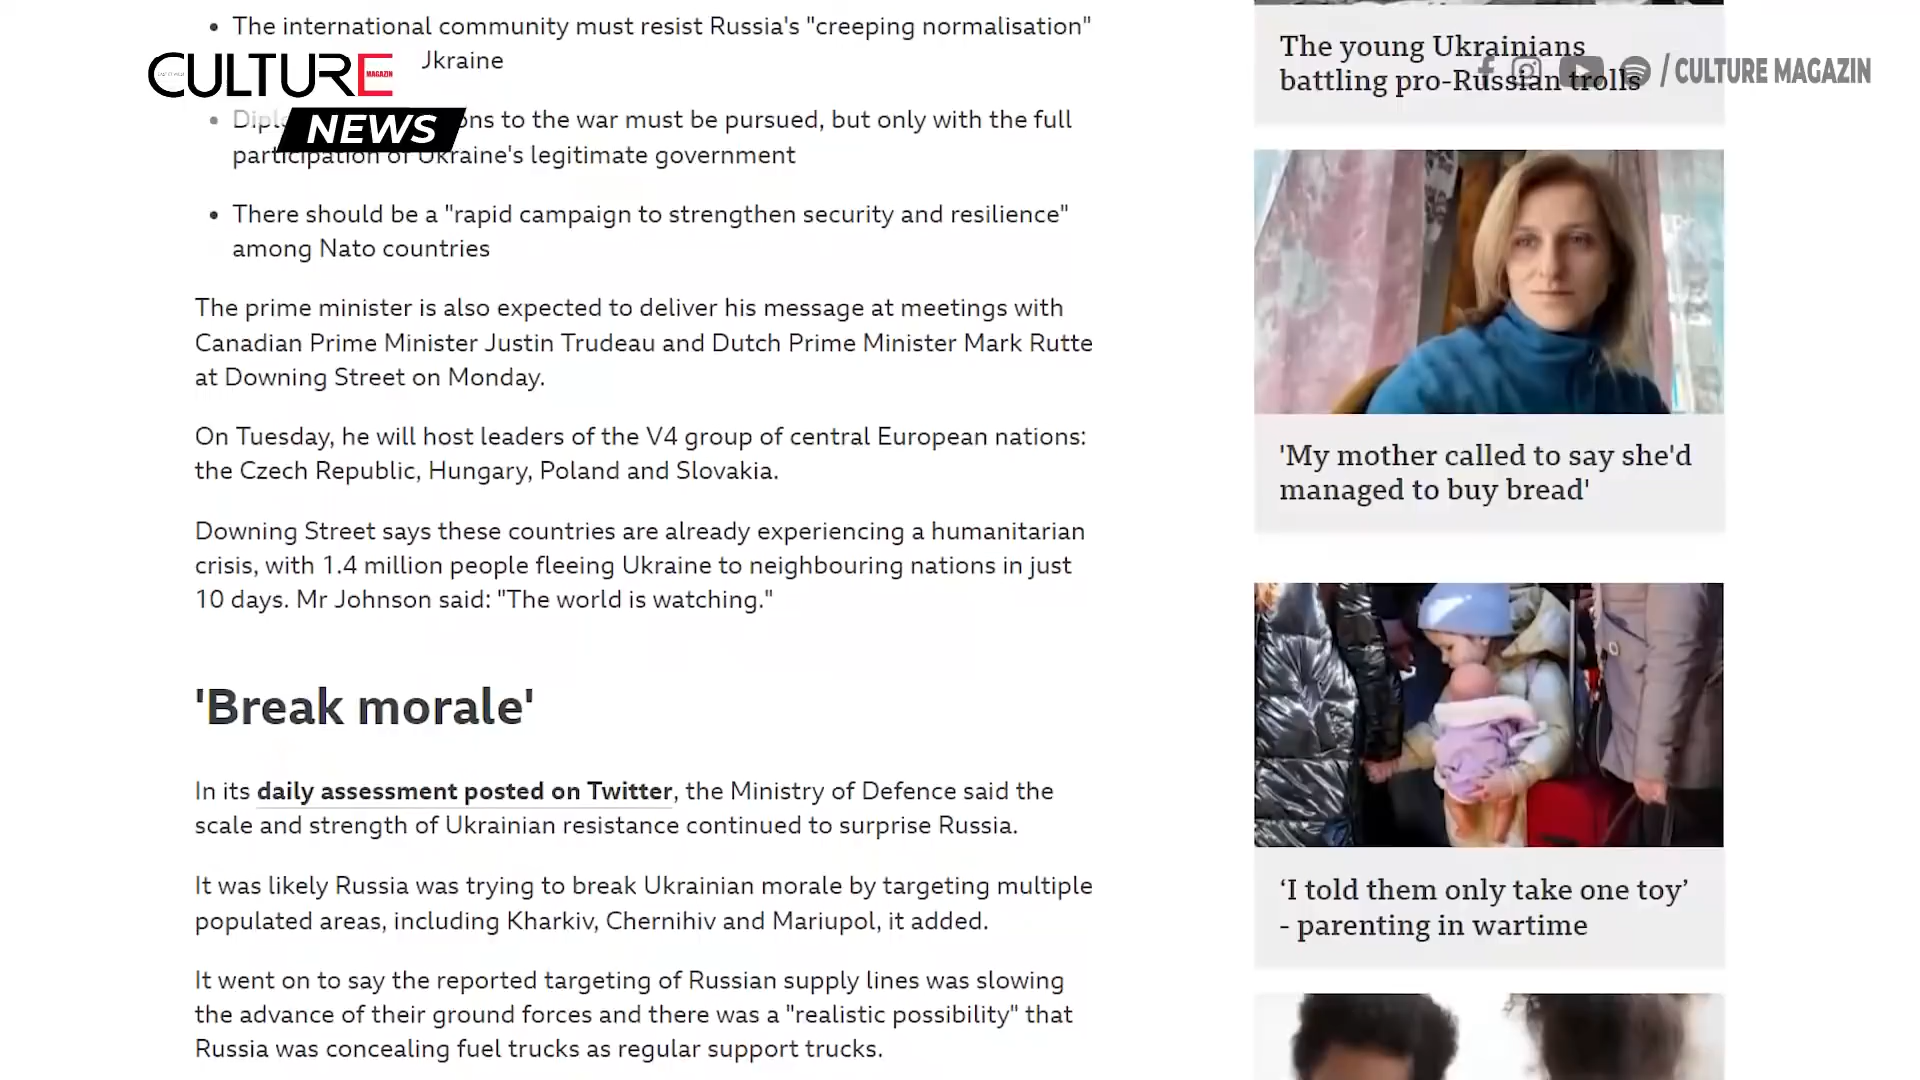 The international community must resist Russia's "creeping normalisation"
Jkraine
CULTURE
MAGAZIN
NEWS
ons to the war must be pursued, but only with the full
participation of Ukraine's legitimate government
There should be a "rapid campaign to strengthen security and resilience"
among Nato countries
The prime minister is also expected to deliver his message at meetings with
Canadian Prime Minister Justin Trudeau and Dutch Prime Minister Mark Rutte
at Downing Street on Monday.
On Tuesday, he will host leaders of the V4 group of central European nations:
the Czech Republic, Hungary, Poland and Slovakia.
Downing Street says these countries are already experiencing a humanitarian
crisis, with 1.4 million people fleeing Ukraine to neighbouring nations in just
10 days. Mr Johnson said: "The world is watching."
'Break morale'
In its daily assessment posted on Twitter, the Ministry of Defence said the
scale and strength of Ukrainian resistance continued to surprise Russia.
It was likely Russia was trying to break Ukrainian morale by targeting multiple
populated areas, including Kharkiv, Chernihiv and Mariupol, it added.
It went on to say the reported targeting of Russian supply lines was slowing
the advance of their ground forces and there was a "realistic possibility" that
Russia was concealing fuel trucks as regular support trucks.
The young Ukrainians
battling pro-Russian trolls
/ CULTURE MAGAZIN
'My mother called to say she'd
managed to buy bread'
‘I told them only take one toy’
- parenting in wartime